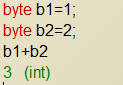 byte b1=1;
byte b2=2;
b1+b2
3 (int)